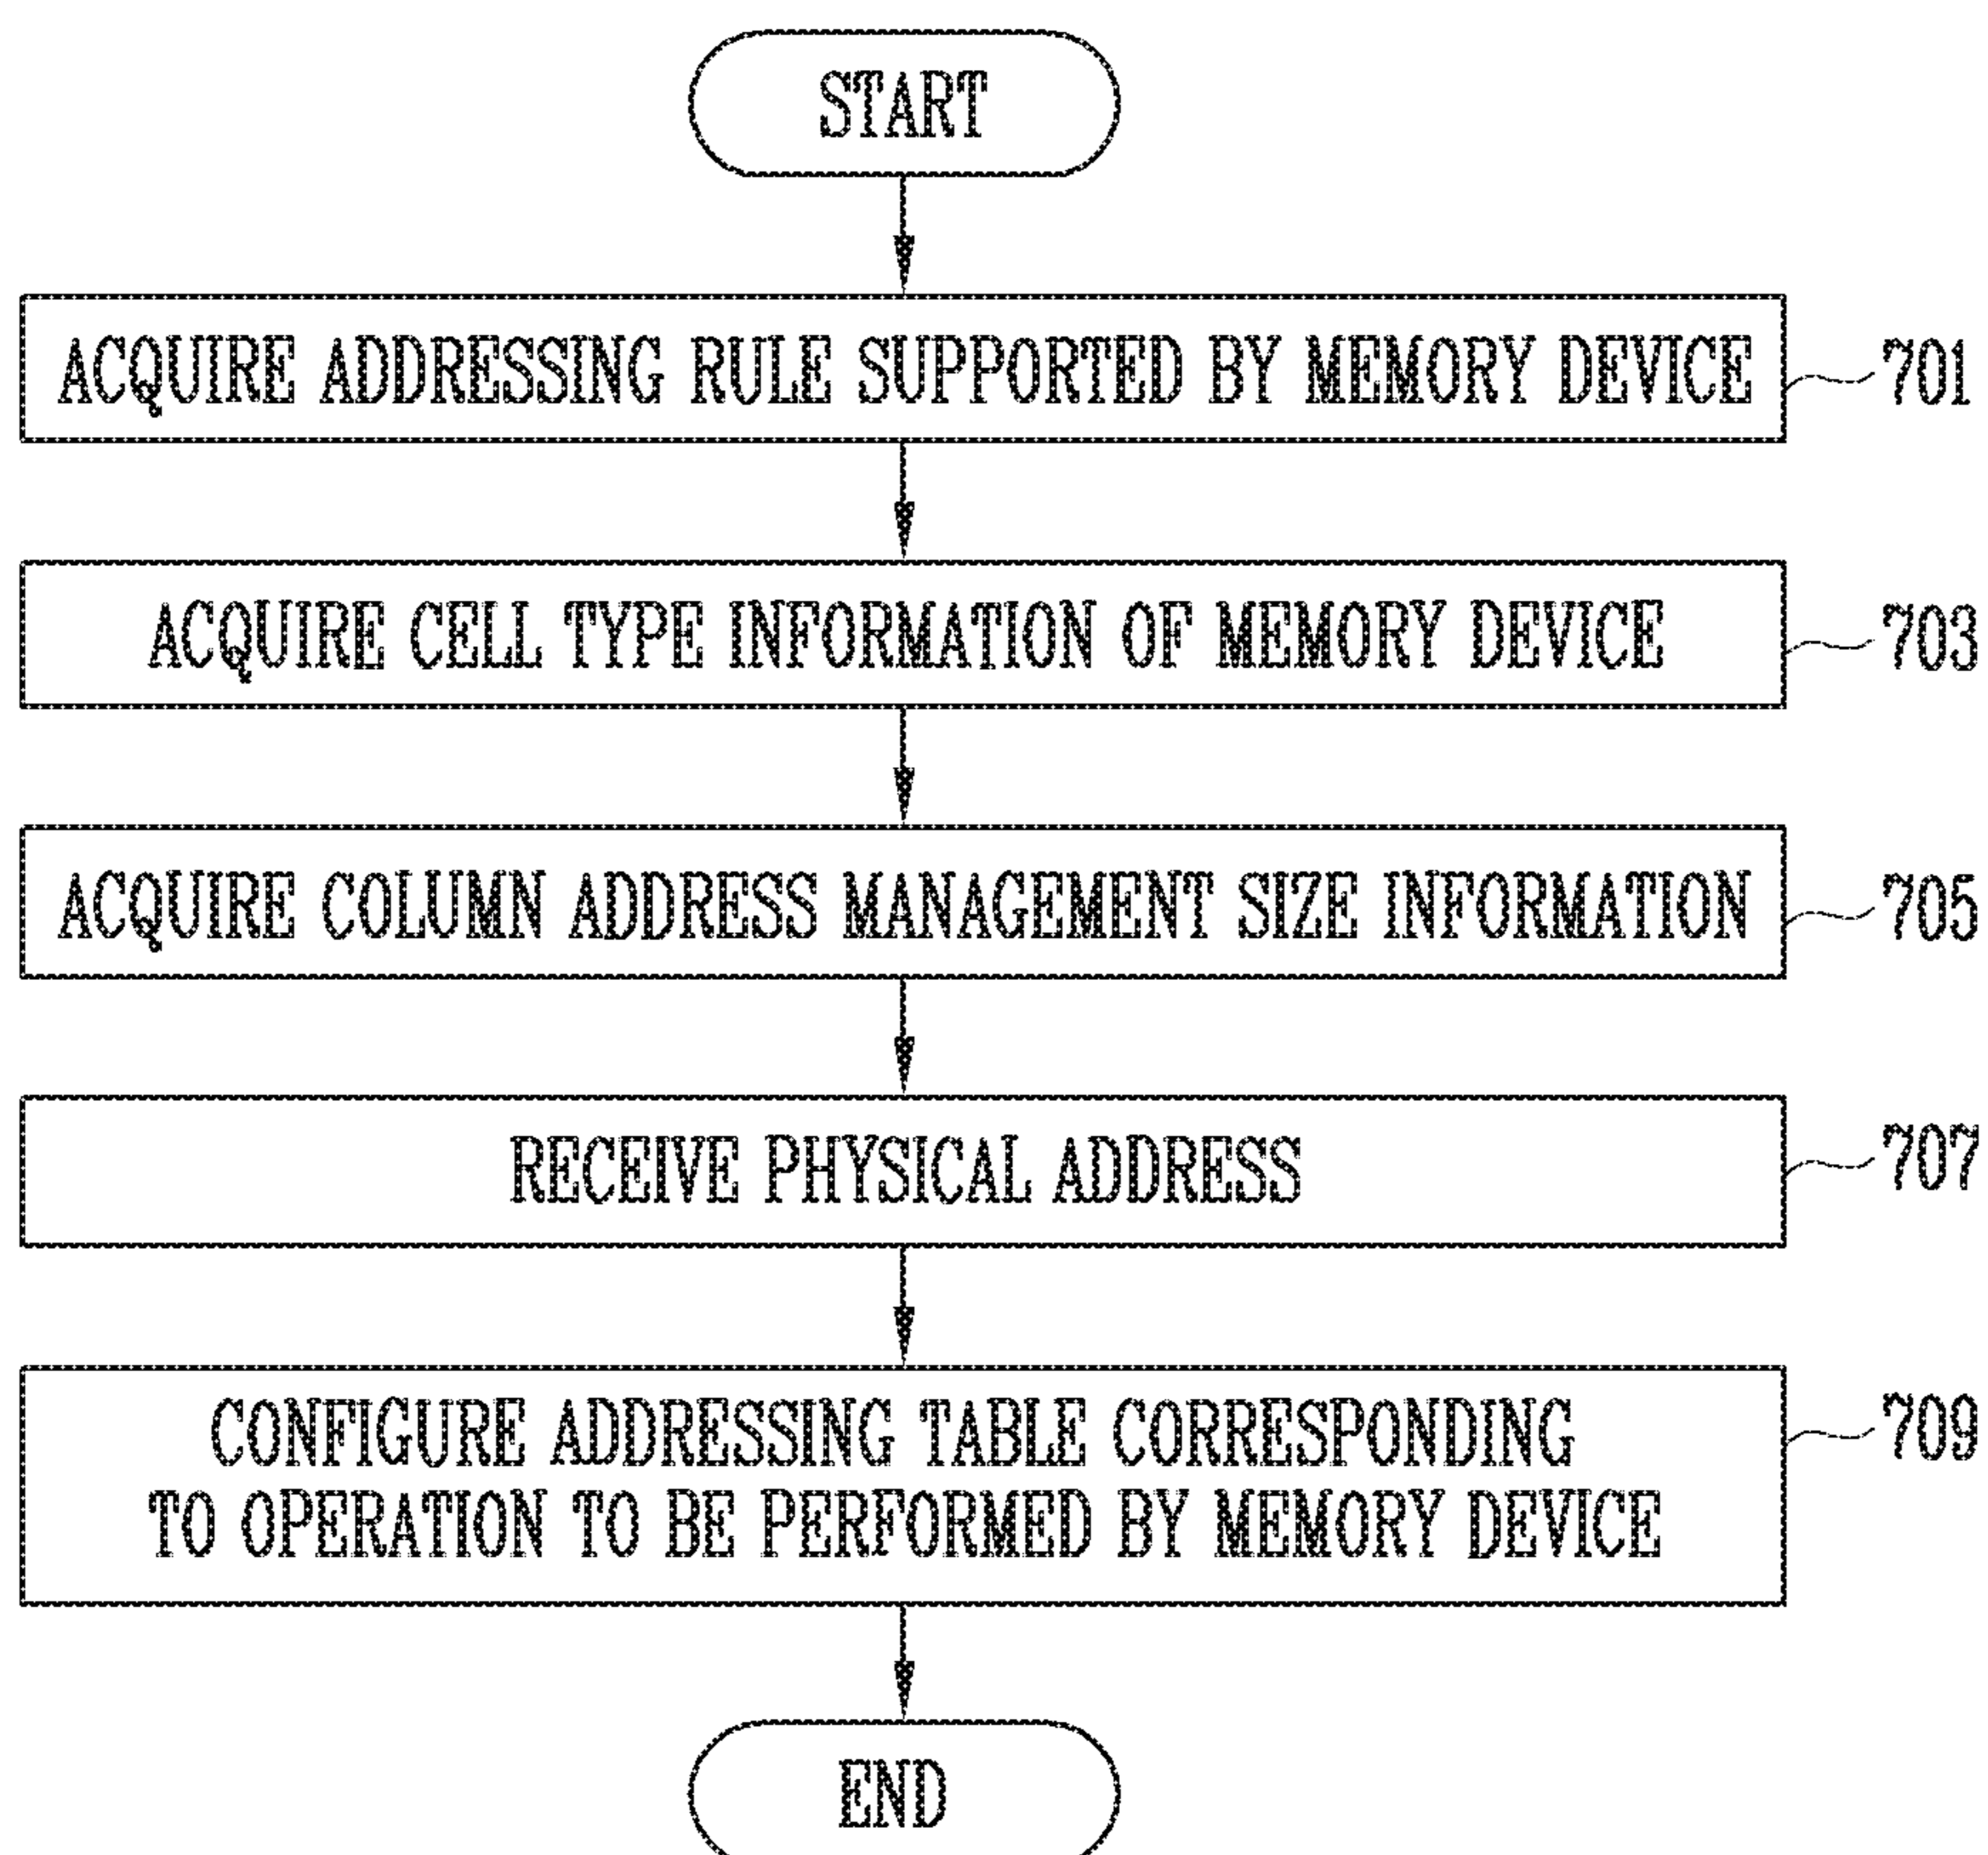 START
ACQUIRE ADDRESSING RULE SUPPORTED BY MEMORY DEVICE
701
ACQUIRE CELL TYPE INFORMATION OF MEMORY DEVICE
703
ACQUIRE COLUMN ADDRESS MANAGEMENT SIZE INFORMATION
705
RECEIVE PHYSICAL ADDRESS
707
CONFIGURE ADDRESSING TABLE CORRESPONDING
TO OPERATION TO BE PERFORMED BY MEMORY DEVICE
709
END